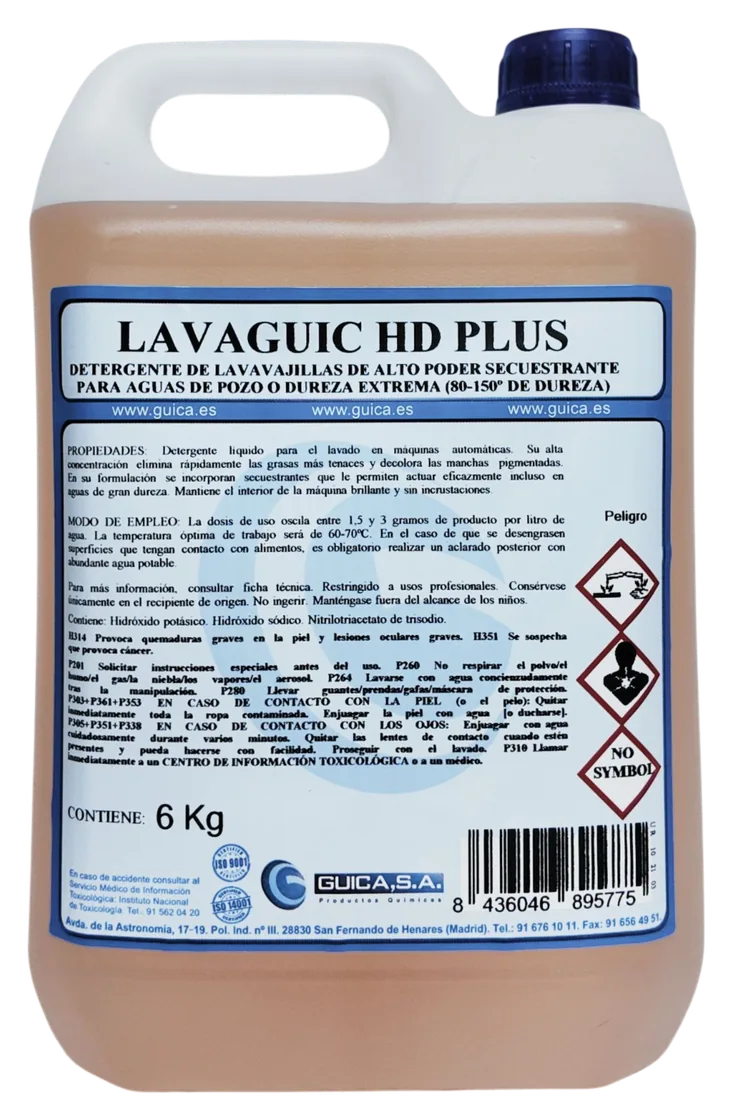 LAVAGUIC HD PLUS
DETERGENTE DE LAVAVAJILLAS DE ALTO PODER SECUESTRANTE
PARA AGUAS DE POZO O DUREZA EXTREMA (80-150º DE DUREZA)
www.guica.es www.guica.es www.guica.es
PROPIEDADES: Detergente líquido para el lavado en máquinas automáticas. Su alta
concentración elimina rápidamente las grasas más tenaces y decolora las manchas pigmentadas.
En su formulación se incorporan secuestrantes que le permiten actuar eficazmente incluso en
aguas de gran dureza. Mantiene el interior de la máquina brillante y sin incrustaciones.
MODO DE EMPLEO: La dosis de uso oscila entre 1,5 y 3 gramos de producto por litro de
agua. La temperatura óptima de trabajo será de 60-70ºC. En el caso de que se desengrasen
superficies que tengan contacto con alimentos, es obligatorio realizar un aclarado posterior con
abundante agua potable.
Para más información, consultar ficha técnica. Restringido a usos profesionales. Consérvese
únicamente en el recipiente de origen. No ingerir. Manténgase fuera del alcance de los niños.
Contiene: Hidróxido potásico. Hidróxido sódico. Nitrilotriacetato de trisodio.
H314 Provoca quemaduras graves en la piel y lesiones oculares graves. H351 Se sospecha
que provoca cáncer.
P201 Solicitar instrucciones especiales antes del uso. P260 No respirar el polvo/el
humo/el gas/la niebla/los vapores/el aerosol. P264 Lavarse con agua concienzudamente
tras la manipulación. P280 Llevar guantes/prendas/gafas/máscara de protección.
P303+P361+P353 EN CASO DE CONTACTO CON LA PIEL (o el pelo): Quitar
inmediatamente toda la ropa contaminada. Enjuagar la piel con agua [o ducharse].
P305+P351+P338 EN CASO DE CONTACTO CON LOS OJOS: Enjuagar con agua
cuidadosamente durante varios minutos. Quitar las lentes de contacto cuando estén
presentes y pueda hacerse con facilidad. Proseguir con el lavado. P310 Llamar
inmediatamente a un CENTRO DE INFORMACIÓN TOXICOLÓGICA o a un médico.
Peligro
NO
SYMBOL
CONTIENE: 6 Kg
En caso de accidente consultar al
Servicio Médico de Información
Toxicológica: Instituto Nacional
de Toxicología Tel.: 91 562 04 20
ISO 9001
ISO 14001
GUICA,S.A.
Productos Químicos
8 436046 895775
U.R. 10 21 03
Avda. de la Astronomía, 17-19. Pol. Ind. nº III. 28830 San Fernando de Henares (Madrid). Tel.: 91 676 10 11. Fax: 91 656 49 51.